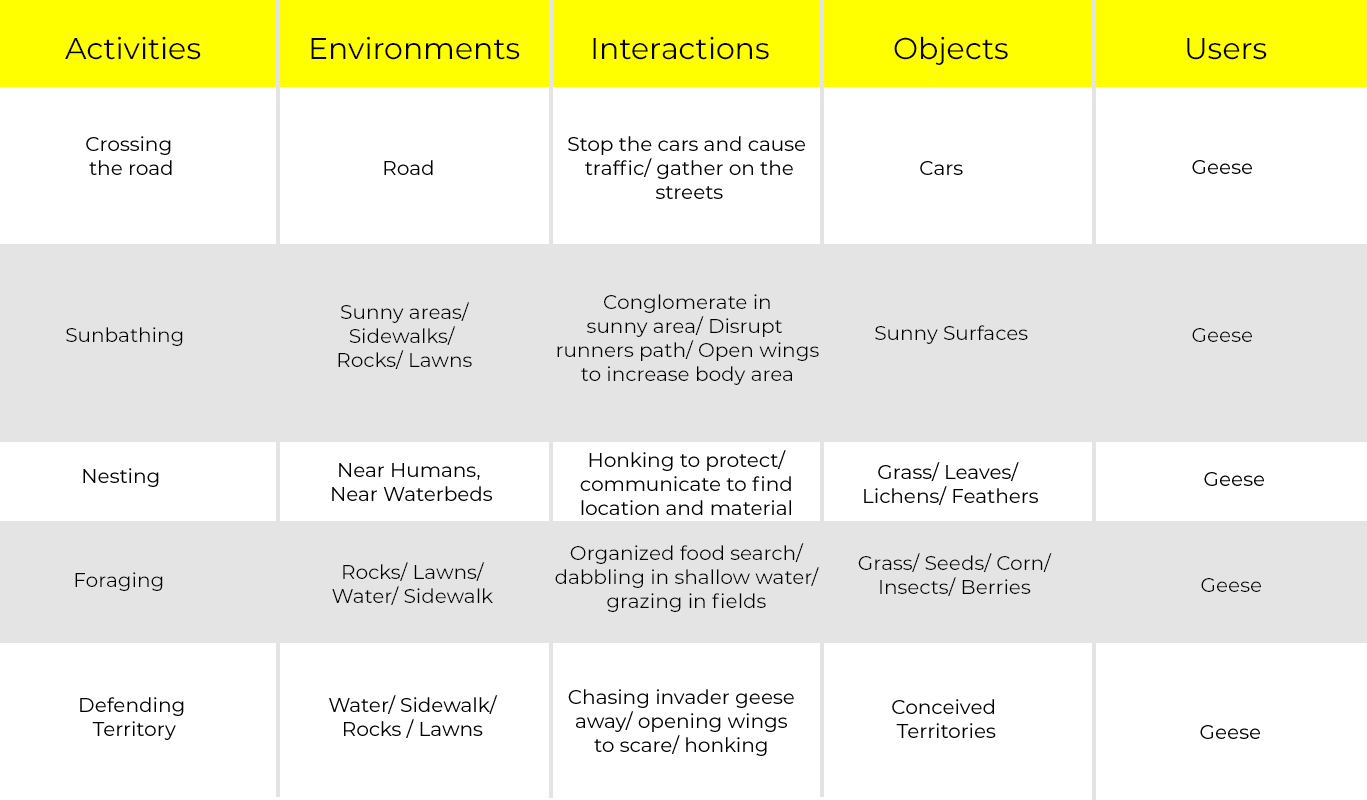 Activities
Environments
Interactions
Objects
Users
Crossing
the road
Road
Stop the cars and cause
traffic/ gather on the
streets
Cars
Geese
Sunbathing
Sunny areas/
Sidewalks/
Rocks/ Lawns
Conglomerate in
sunny area/ Disrupt
runners path/ Open wings
to increase body area
Sunny Surfaces
Geese
Nesting
Near Humans,
Near Waterbeds
Honking to protect/
communicate to find
location and material
Grass/ Leaves/
Lichens/ Feathers
Geese
Foraging
Rocks/ Lawns/
Water/ Sidewalk
Organized food search/
dabbling in shallow water/
grazing in fields
Grass/ Seeds/ Corn/
Insects/ Berries
Geese
Defending
Territory
Water/ Sidewalk/
Rocks / Lawns
Chasing invader geese
away/ opening wings
to scare/ honking
Conceived
Territories
Geese